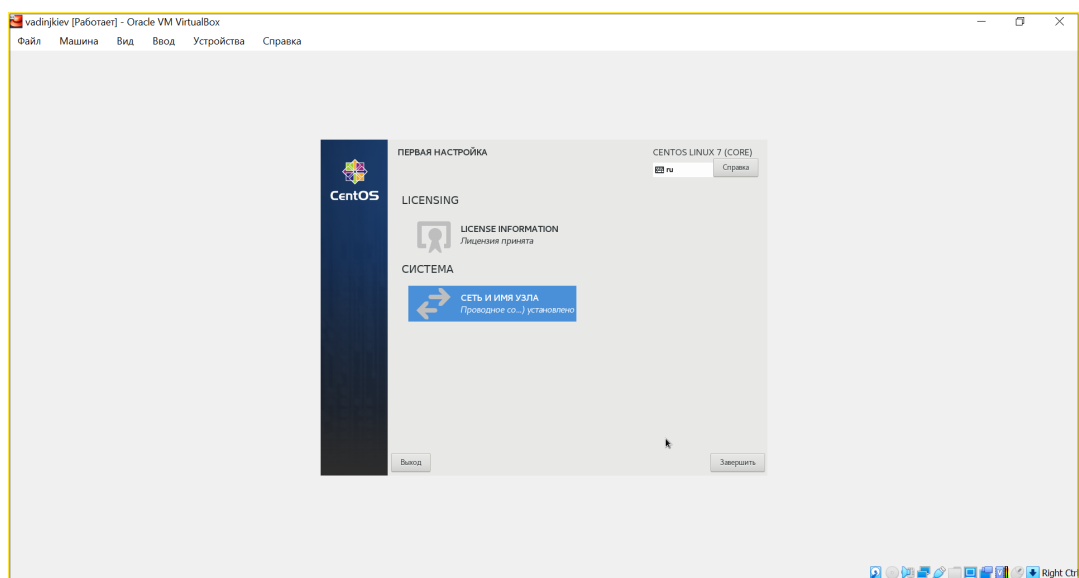 vadinjkiev [Работает] - Oracle VM VirtualBox
Файл Машина Вид Ввод Устройства Справка
ПЕРВАЯ НАСТРОЙКА
CENTOS LINUX 7 (CORE)
ru
Справка
CentOS
LICENSING
LICENSE INFORMATION
Лицензия принята
СИСТЕМА
СЕТЬ И ИМЯ УЗЛА
Проводное со...) установлено
Выход
Завершить
Right Ctrl